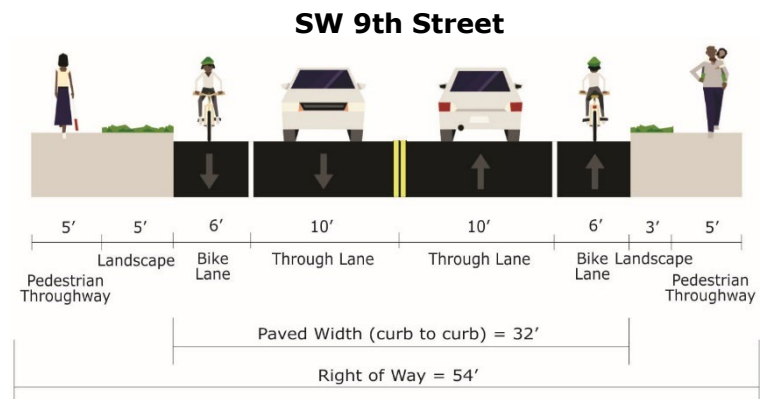 SW 9th Street
5' 5' 6' 10' 10' 6' 3' 5'
Pedestrian Throughway
Landscape
Bike Lane
Through Lane
Through Lane
Bike Lane
Landscape
Pedestrian Throughway
Paved Width (curb to curb) = 32'
Right of Way = 54'